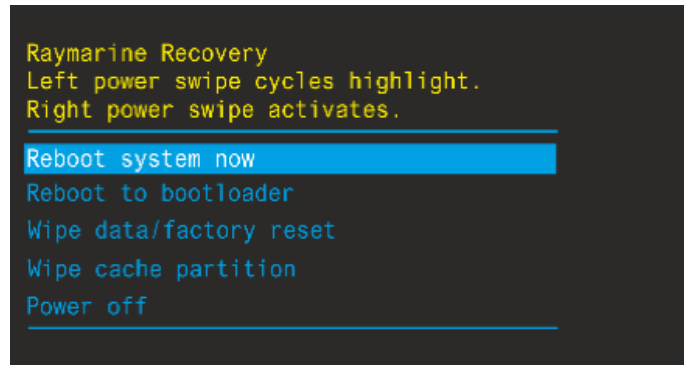 Raymarine Recovery
Left power swipe cycles highlight.
Right power swipe activates.
Reboot system now
Reboot to bootloader
Wipe data/factory reset
Wipe cache partition
Power off